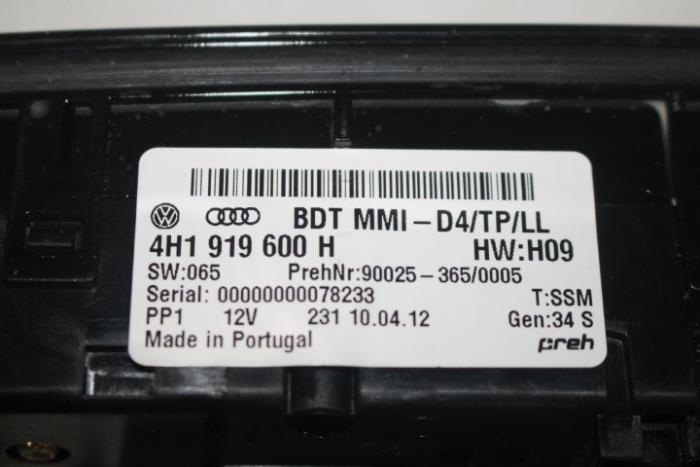 BDT MMI-D4/TP/LL
4H1 919 600 H HW:H09
SW:065 PrehNr:90025-365/0005
Serial: 00000000078233 T:SSM
PP1 12V 231 10.04.12 Gen:34 S
Made in Portugal preh